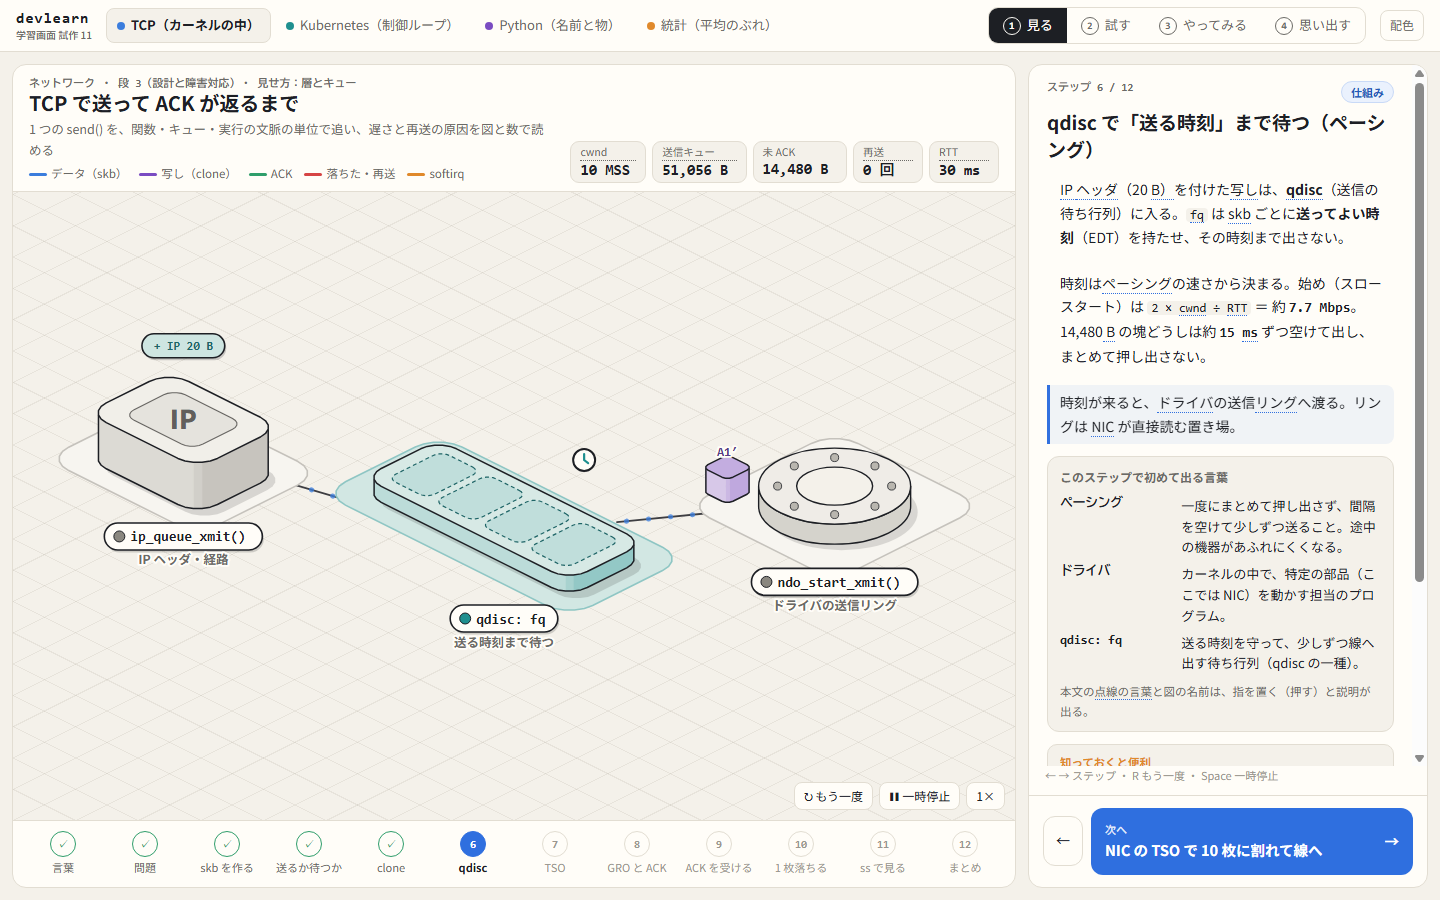 devlearn
学習画面 試作 11
TCP（カーネルの中）
Kubernetes（制御ループ）
Python（名前と物）
統計（平均のぶれ）
1 見る
2 試す
3 やってみる
4 思い出す
配色
ネットワーク ・ 段 3（設計と障害対応）・ 見せ方：層とキュー
TCP で送って ACK が返るまで
1 つの send() を、関数・キュー・実行の文脈の単位で追い、遅さと再送の原因を図と数で読
める
データ（skb）
写し（clone）
ACK
落ちた・再送
softirq
cwnd
10 MSS
送信キュー
51,056 B
未 ACK
14,480 B
再送
0 回
RTT
30 ms
+ IP 20 B
IP
ip_queue_xmit()
IP ヘッダ・経路
qdisc: fq
送る時刻まで待つ
A1′
ndo_start_xmit()
ドライバの送信リング
↻ もう一度
一時停止
1×
✓
✓
✓
✓
✓
6
7
8
9
10
11
12
言葉
問題
skb を作る
送るか待つか
clone
qdisc
TSO
GRO と ACK
ACK を受ける
1 枚落ちる
ss で見る
まとめ
ステップ 6 / 12
仕組み
qdisc で「送る時刻」まで待つ（ペーシ
ング）
IP ヘッダ（20 B）を付けた写しは、qdisc（送信の
待ち行列）に入る。 fq は skb ごとに送ってよい時
刻（EDT）を持たせ、その時刻まで出さない。
時刻はペーシングの速さから決まる。始め（スロー
スタート）は 2 × cwnd ÷ RTT ＝ 約 7.7 Mbps。
14,480 B の塊どうしは約 15 ms ずつ空けて出し、
まとめて押し出さない。
時刻が来ると、ドライバの送信リングへ渡る。リン
グは NIC が直接読む置き場。
このステップで初めて出る言葉
ペーシング
一度にまとめて押し出さず、間隔
を空けて少しずつ送ること。途中
の機器があふれにくくなる。
ドライバ
カーネルの中で、特定の部品（こ
こでは NIC）を動かす担当のプロ
グラム。
qdisc: fq
送る時刻を守って、少しずつ線へ
出す待ち行列（qdisc の一種）。
本文の点線の言葉と図の名前は、指を置く（押す）と説明が
出る。
知っておくと便利
←→ ステップ ・ R もう一度 ・ Space 一時停止
←
次へ
NIC の TSO で 10 枚に割れて線へ
→